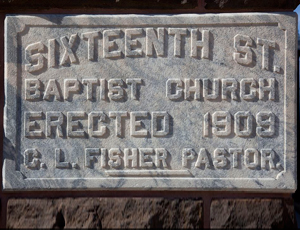 SIXTEENTH ST.
BAPTIST CHURCH
ERECTED 1909
C. L. FISHER PASTOR.